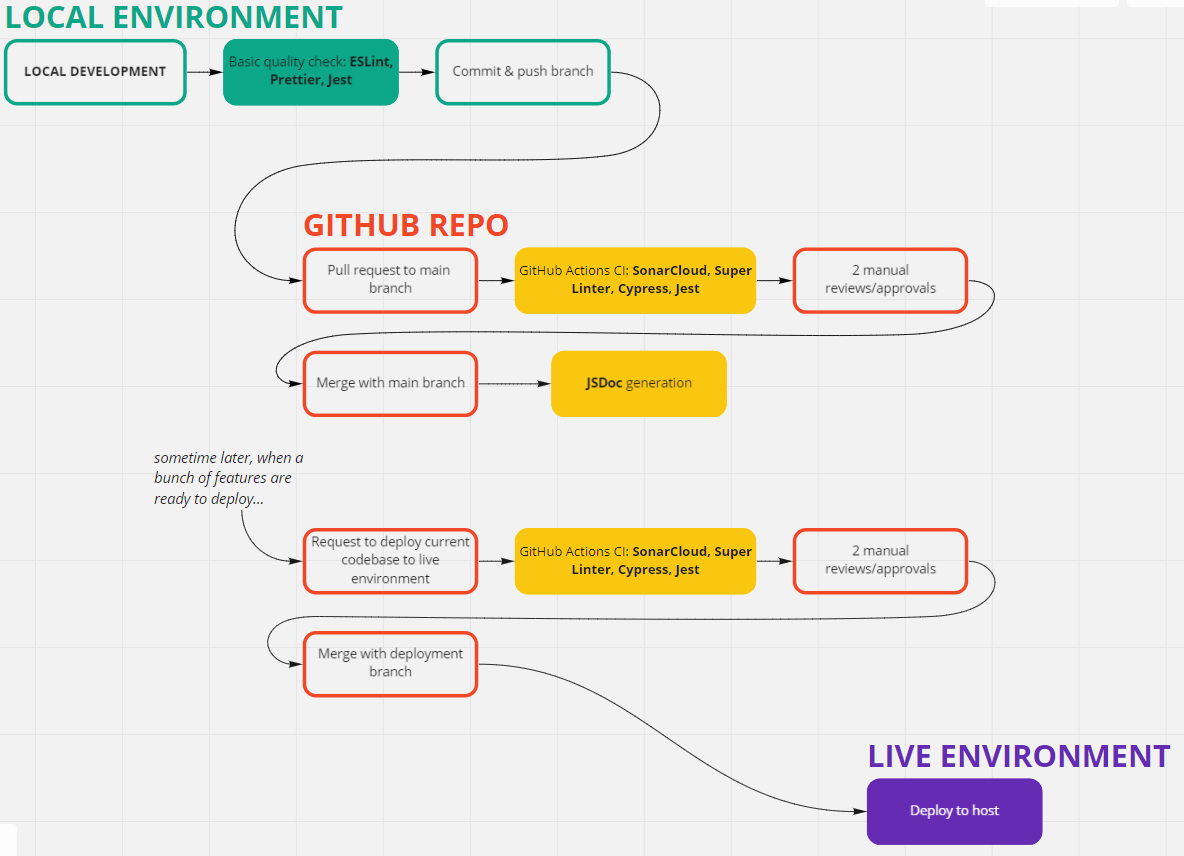 LOCAL ENVIRONMENT
LOCAL DEVELOPMENT
Basic quality check: ESLint,
Prettier, Jest
Commit & push branch
GITHUB REPO
Pull request to main
branch
GitHub Actions CI: SonarCloud, Super
Linter, Cypress, Jest
2 manual
reviews/approvals
Merge with main branch
JSDoc generation
sometime later, when a
bunch of features are
ready to deploy...
Request to deploy current
codebase to live
environment
GitHub Actions CI: SonarCloud, Super
Linter, Cypress, Jest
2 manual
reviews/approvals
Merge with deployment
branch
LIVE ENVIRONMENT
Deploy to host